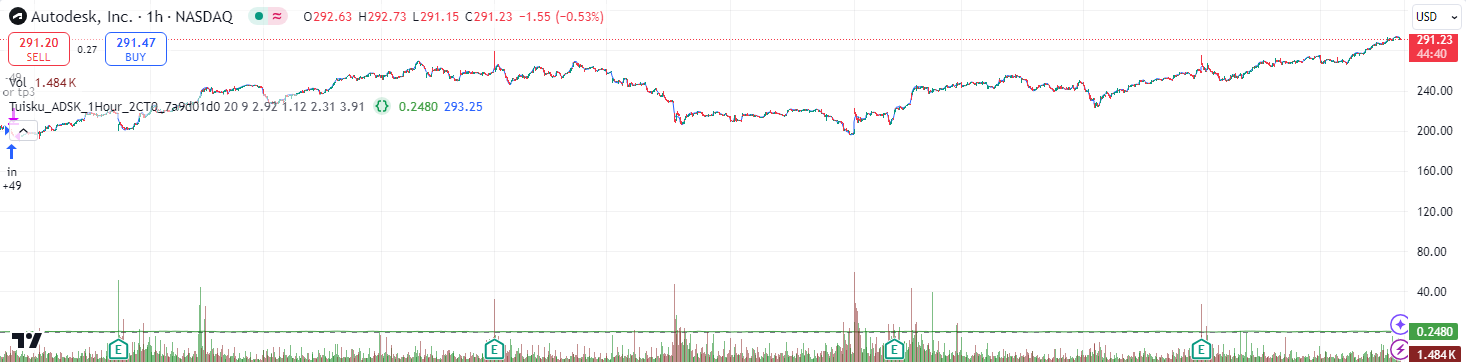 Autodesk, Inc. · 1h · NASDAQ
O292.63 H292.73 L291.15 C291.23 −1.55 (−0.53%)
USD
291.20
SELL
0.27
291.47
BUY
-49
Vol 1.484 K
or tp3
Tuisku_ADSK_1Hour_2CT0_7a9d01d0 20 9 2.92 1.12 2.31 3.91 {} 0.2480 293.25
in
+49
291.23
44:40
240.00
200.00
160.00
120.00
80.00
40.00
0.2480
1.484 K
E
E
E
E